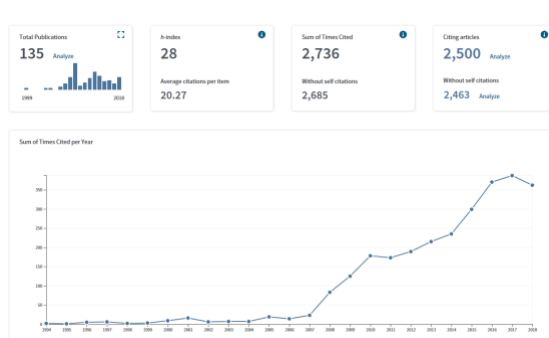 Total Publications
135 Analyze
1999 2018
h-index
28
Average citations per item
20.27
Sum of Times Cited
2,736
Without self citations
2,685
Citing articles
2,500 Analyze
Without self citations
2,463 Analyze
Sum of Times Cited per Year
350
300
250
200
150
100
50
0
1994 1995 1996 1997 1998 1999 2000 2001 2002 2003 2004 2005 2006 2007 2008 2009 2010 2011 2012 2013 2014 2015 2016 2017 2018